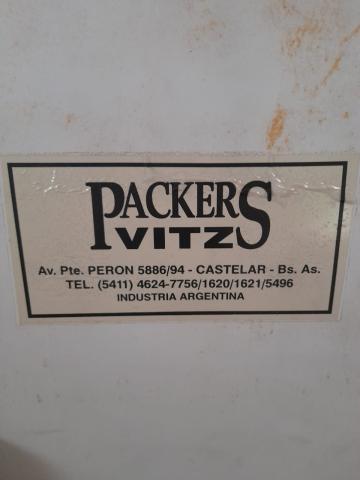 PACKERS
VITZ
Av. Pte. PERON 5886/94 - CASTELAR - Bs. As.
TEL. (5411) 4624-7756/1620/1621/5496
INDUSTRIA ARGENTINA